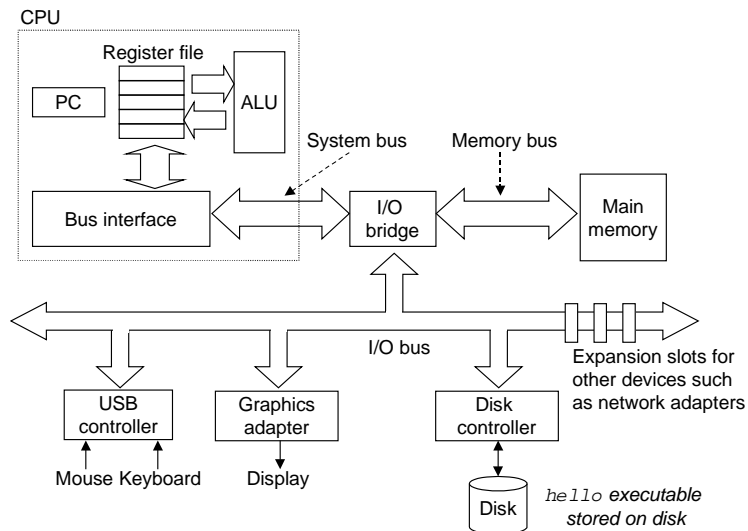 CPU
Register file
PC
ALU
System bus
Memory bus
Bus interface
I/O
bridge
Main
memory
I/O bus
Expansion slots for
other devices such
as network adapters
USB
controller
Graphics
adapter
Disk
controller
Mouse Keyboard
Display
Disk
hello executable
stored on disk